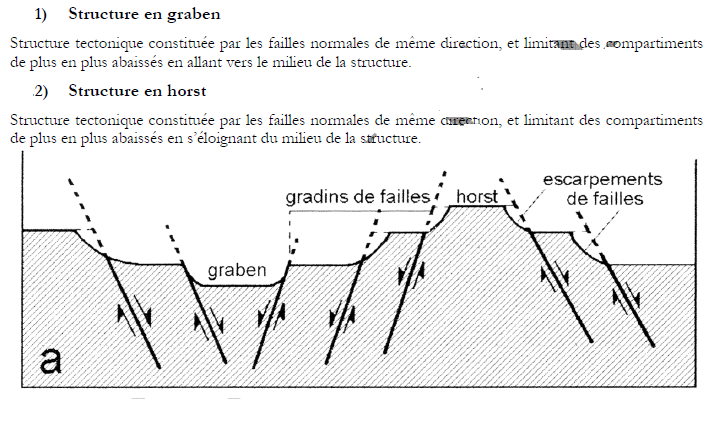 1) Structure en graben
Structure tectonique constituée par les failles normales de même direction, et limitant des compartiments
de plus en plus abaissés en allant vers le milieu de la structure.
2) Structure en horst
Structure tectonique constituée par les failles normales de même direction, et limitant des compartiments
de plus en plus abaissés en s'éloignant du milieu de la structure.
gradins de failles horst escarpements
de failles
graben
a